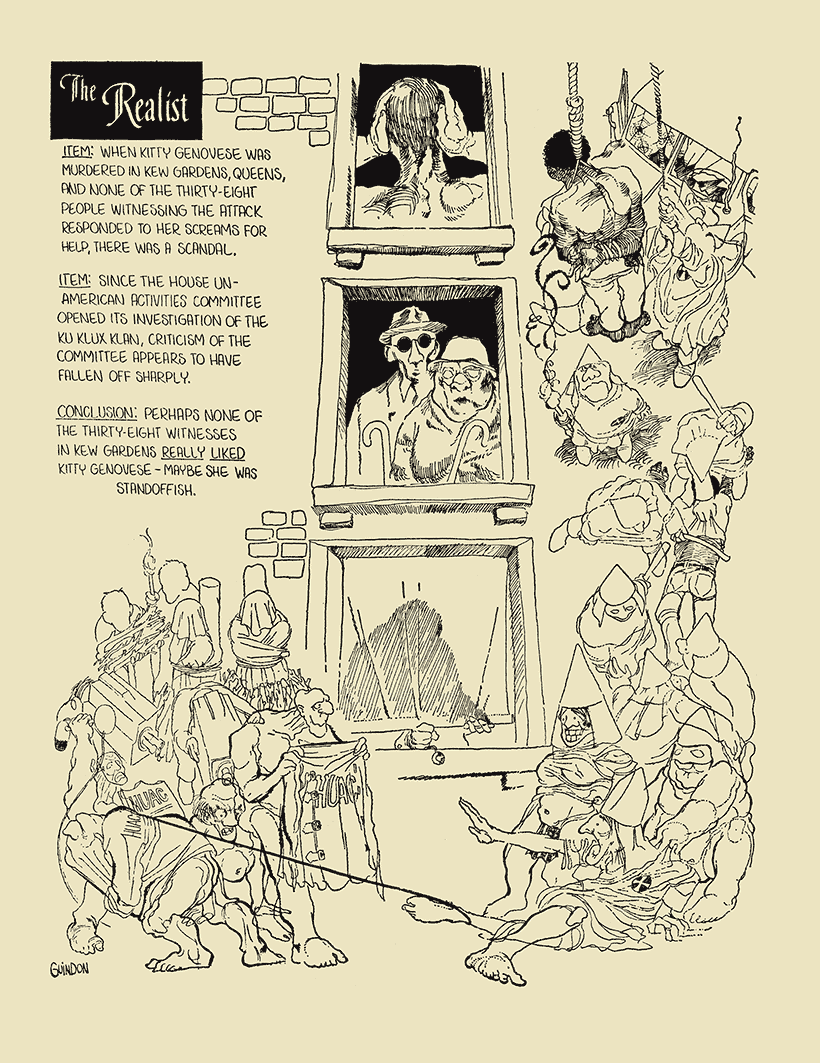 The Realist
ITEM: WHEN KITTY GENOVESE WAS
MURDERED IN KEW GARDENS, QUEENS,
AND NONE OF THE THIRTY-EIGHT
PEOPLE WITNESSING THE ATTACK
RESPONDED TO HER SCREAMS FOR
HELP, THERE WAS A SCANDAL.
ITEM: SINCE THE HOUSE UN-
AMERICAN ACTIVITIES COMMITTEE
OPENED ITS INVESTIGATION OF THE
KU KLUX KLAN, CRITICISM OF THE
COMMITTEE APPEARS TO HAVE
FALLEN OFF SHARPLY.
CONCLUSION: PERHAPS NONE OF
THE THIRTY-EIGHT WITNESSES
IN KEW GARDENS REALLY LIKED
KITTY GENOVESE - MAYBE SHE WAS
STANDOFFISH.
HUAC
HUAC
GUINDON